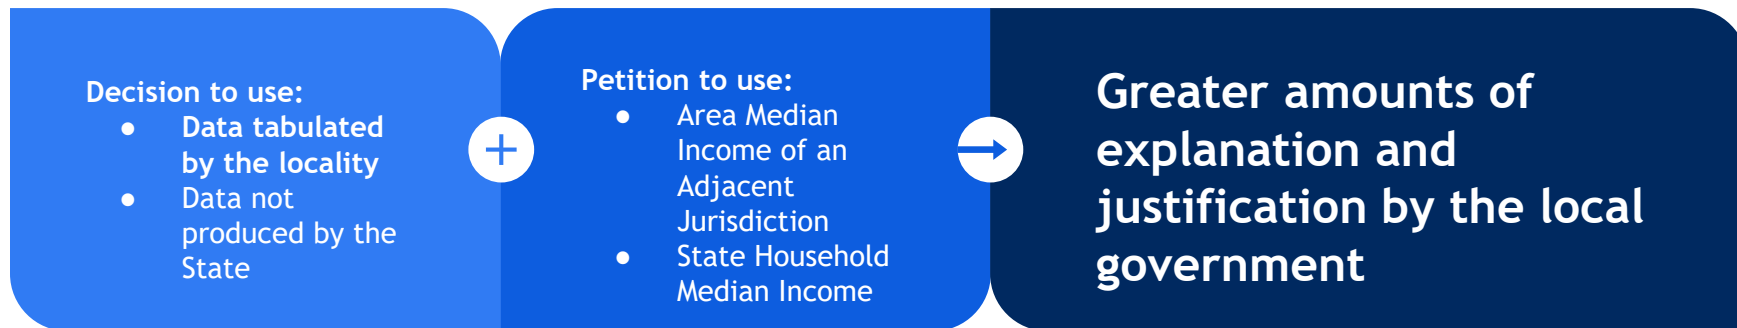 Decision to use:
● Data tabulated
by the locality
● Data not
produced by the
State
+
Petition to use:
● Area Median
Income of an
Adjacent
Jurisdiction
● State Household
Median Income
Greater amounts of
explanation and
justification by the local
government